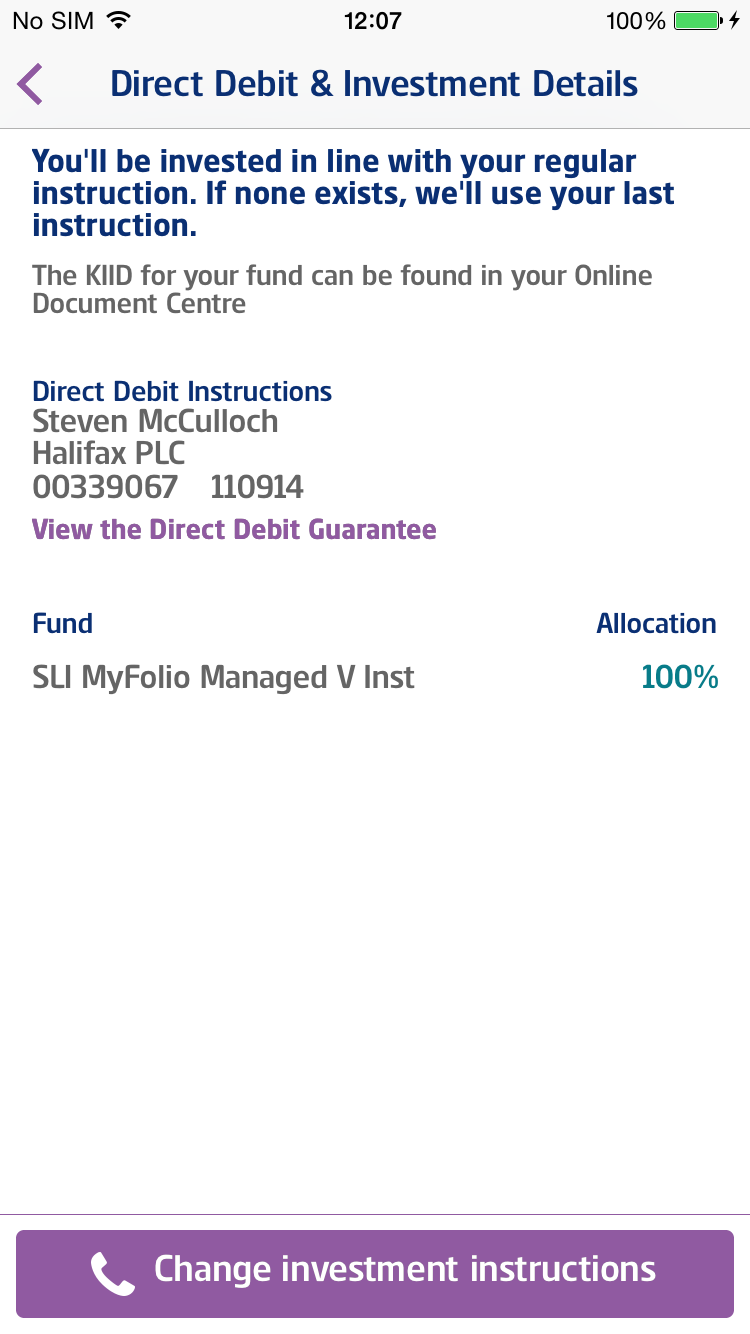 No SIM 12:07 100%
Direct Debit & Investment Details
You'll be invested in line with your regular
instruction. If none exists, we'll use your last
instruction.
The KIID for your fund can be found in your Online
Document Centre
Direct Debit Instructions
Steven McCulloch
Halifax PLC
00339067 110914
View the Direct Debit Guarantee
Fund Allocation
SLI MyFolio Managed V Inst 100%
Change investment instructions